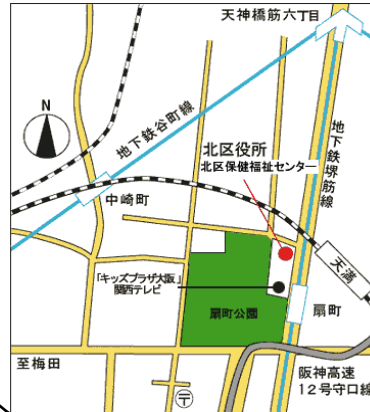 天神橋筋六丁目
N
地下鉄谷町線
地下鉄堺筋線
北区役所
北区保健福祉センター
中崎町
天満
「キッズプラザ大阪」
関西テレビ
扇町公園
扇町
至梅田
阪神高速
12号守口線
〒